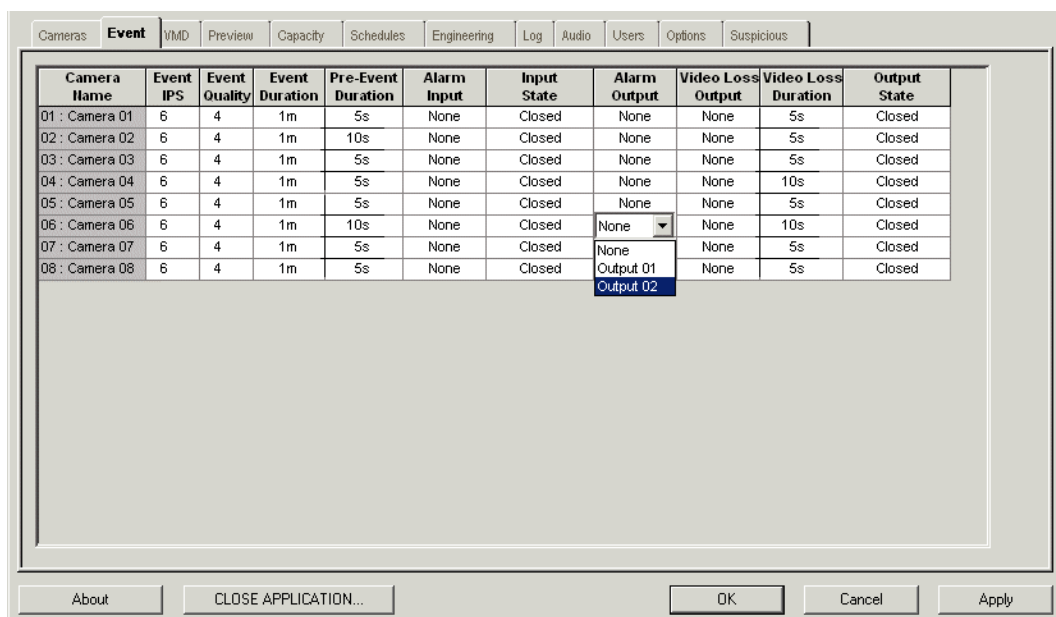 Cameras Event VMD Preview Capacity Schedules Engineering Log Audio Users Options Suspicious
Camera Name Event IPS Event Quality Event Duration Pre-Event Duration Alarm Input Input State Alarm Output Video Loss Output Video Loss Duration Output State
01 : Camera 01 6 4 1m 5s None Closed None None 5s Closed
02 : Camera 02 6 4 1m 10s None Closed None None 5s Closed
03 : Camera 03 6 4 1m 5s None Closed None None 5s Closed
04 : Camera 04 6 4 1m 5s None Closed None None 10s Closed
05 : Camera 05 6 4 1m 5s None Closed None None 5s Closed
06 : Camera 06 6 4 1m 10s None Closed None None 10s Closed
07 : Camera 07 6 4 1m 5s None Closed None None 5s Closed
08 : Camera 08 6 4 1m 5s None Closed Output 01 None 5s Closed
Output 02
About CLOSE APPLICATION... OK Cancel Apply